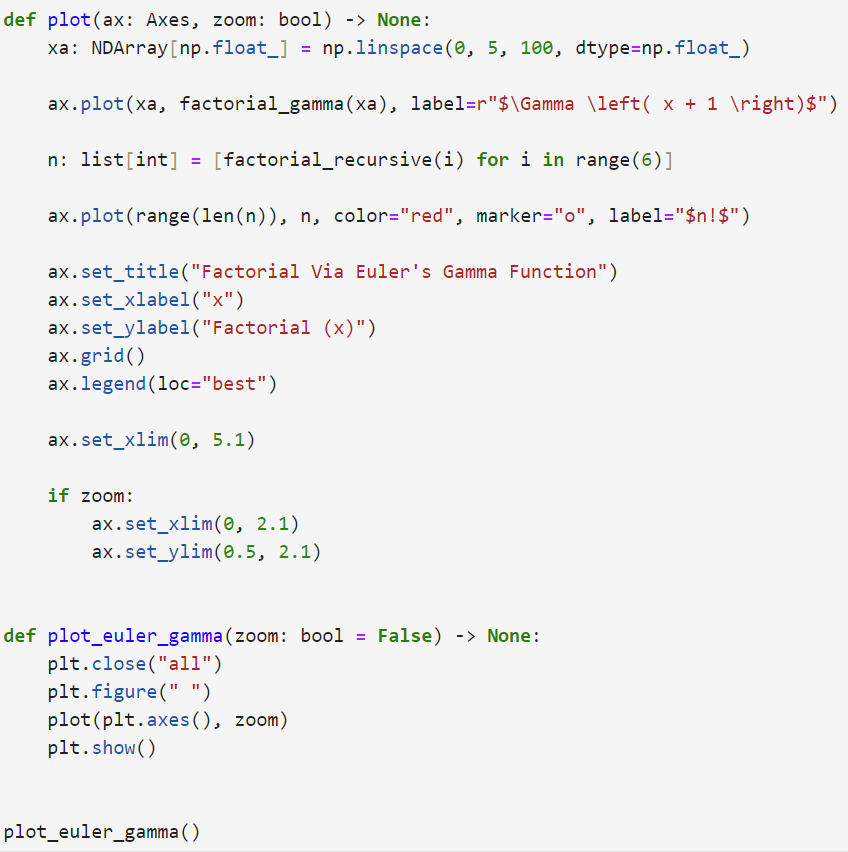 def plot(ax: Axes, zoom: bool) -> None:
    xa: NDArray[np.float_] = np.linspace(0, 5, 100, dtype=np.float_)

    ax.plot(xa, factorial_gamma(xa), label=r"$\Gamma \left( x + 1 \right)$")

    n: list[int] = [factorial_recursive(i) for i in range(6)]

    ax.plot(range(len(n)), n, color="red", marker="o", label="$n!$")

    ax.set_title("Factorial Via Euler's Gamma Function")
    ax.set_xlabel("x")
    ax.set_ylabel("Factorial (x)")
    ax.grid()
    ax.legend(loc="best")

    ax.set_xlim(0, 5.1)

    if zoom:
        ax.set_xlim(0, 2.1)
        ax.set_ylim(0.5, 2.1)


def plot_euler_gamma(zoom: bool = False) -> None:
    plt.close("all")
    plt.figure(" ")
    plot(plt.axes(), zoom)
    plt.show()


plot_euler_gamma()